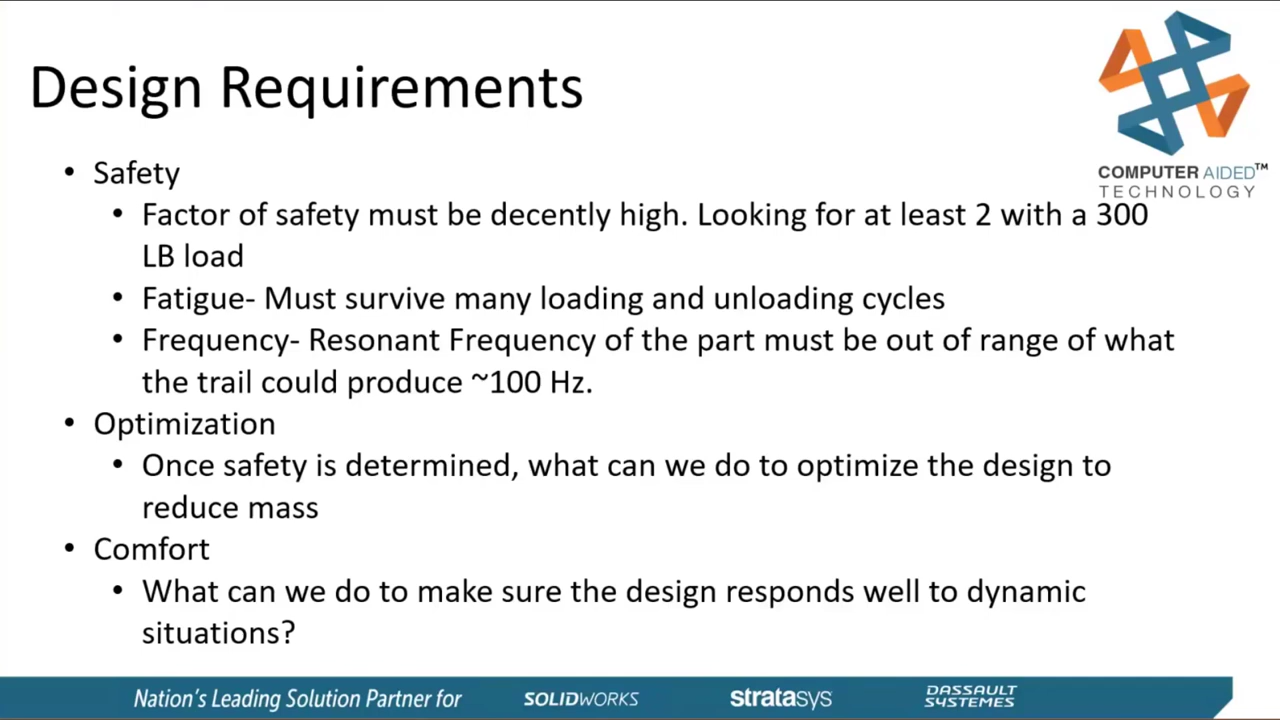 Design Requirements
COMPUTER AIDED™
TECHNOLOGY
• Safety
• Factor of safety must be decently high. Looking for at least 2 with a 300
LB load
• Fatigue- Must survive many loading and unloading cycles
• Frequency- Resonant Frequency of the part must be out of range of what
the trail could produce ~100 Hz.
• Optimization
• Once safety is determined, what can we do to optimize the design to
reduce mass
• Comfort
• What can we do to make sure the design responds well to dynamic
situations?
Nation's Leading Solution Partner for
SOLIDWORKS
stratasys
DASSAULT
SYSTEMES